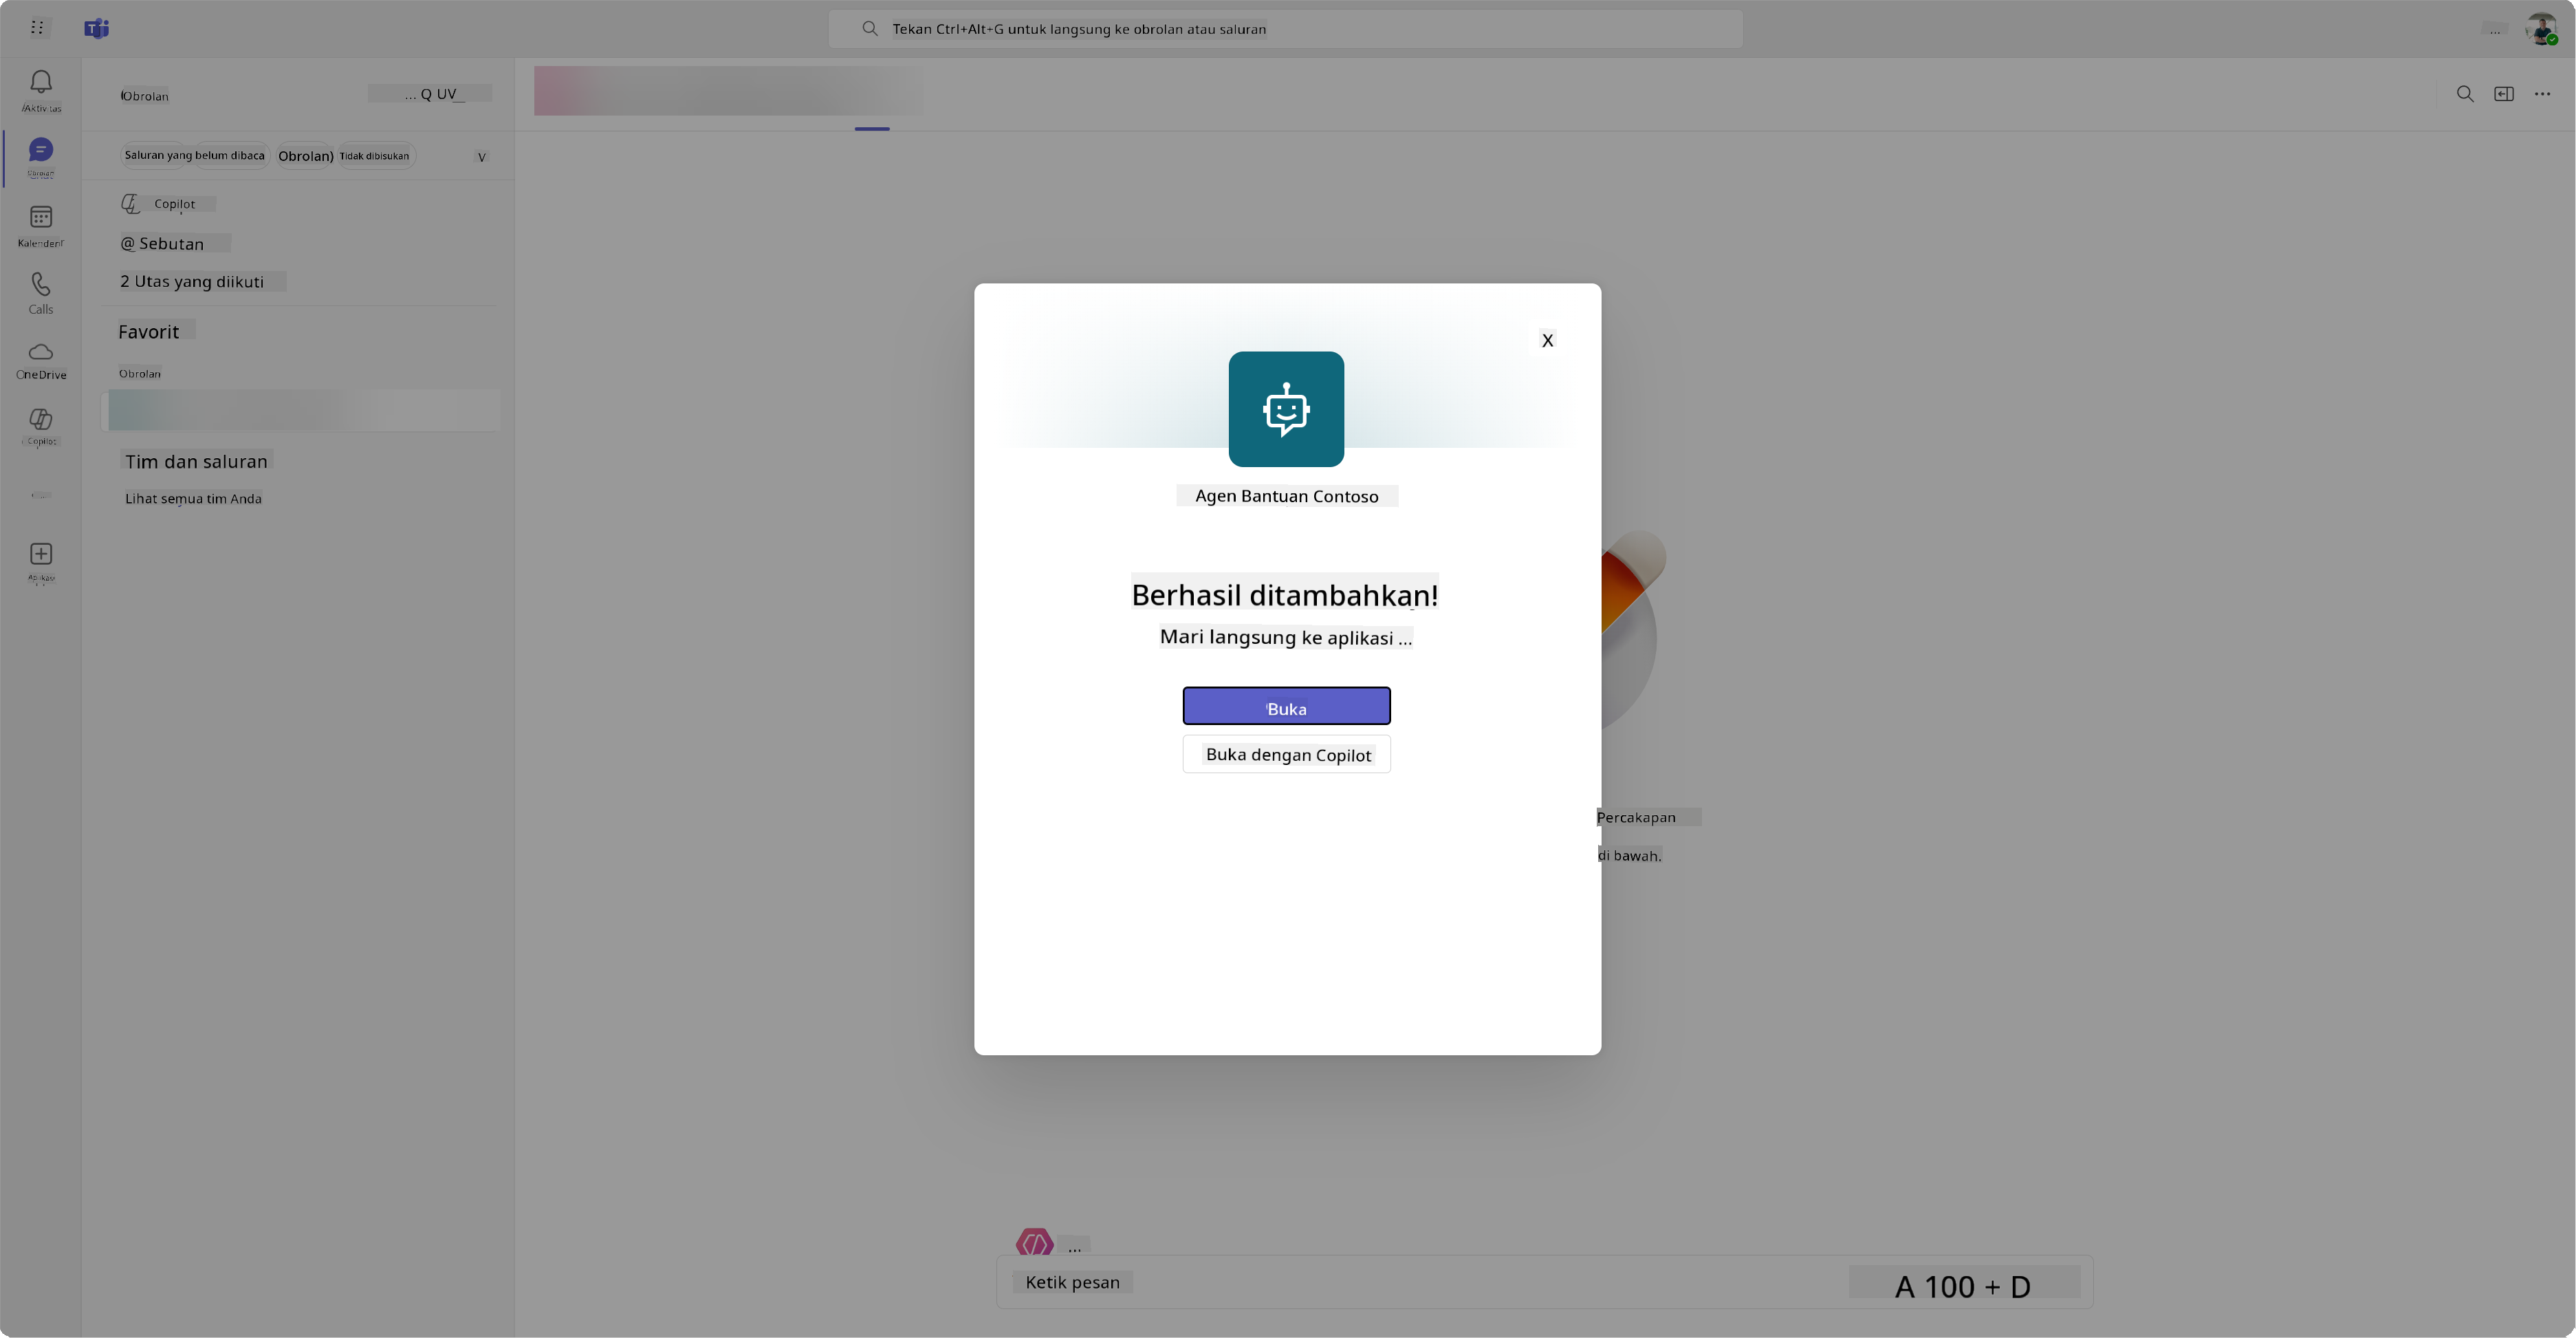 Tekan Ctrl+Alt+G untuk langsung ke obrolan atau saluran
...
Aktivitas
Obrolan
... Q UV
Saluran yang belum dibaca
Obrolan)
Tidak dibisukan
V
Obrolan
Copilot
@ Sebutan
Kalender
2 Utas yang diikuti
Calls
Favorit
OneDrive
Obrolan
Copilot
Tim dan saluran
Lihat semua tim Anda
Aplikasi
X
Agen Bantuan Contoso
Berhasil ditambahkan!
Mari langsung ke aplikasi ...
Buka
Buka dengan Copilot
Percakapan
di bawah.
...
Ketik pesan
A 100 + D